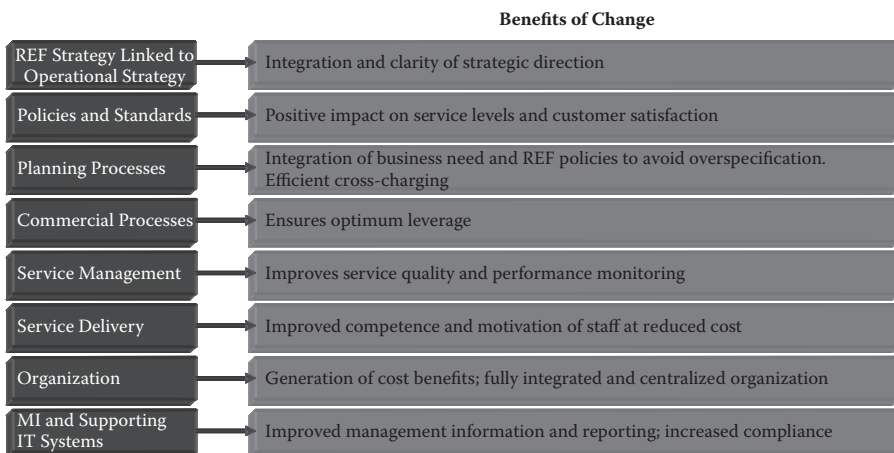 Benefits of Change
REF Strategy Linked to
Operational Strategy
Integration and clarity of strategic direction
Policies and Standards
Positive impact on service levels and customer satisfaction
Planning Processes
Integration of business need and REF policies to avoid overspecification.
Efficient cross-charging
Commercial Processes
Ensures optimum leverage
Service Management
Improves service quality and performance monitoring
Service Delivery
Improved competence and motivation of staff at reduced cost
Organization
Generation of cost benefits; fully integrated and centralized organization
MI and Supporting
IT Systems
Improved management information and reporting; increased compliance